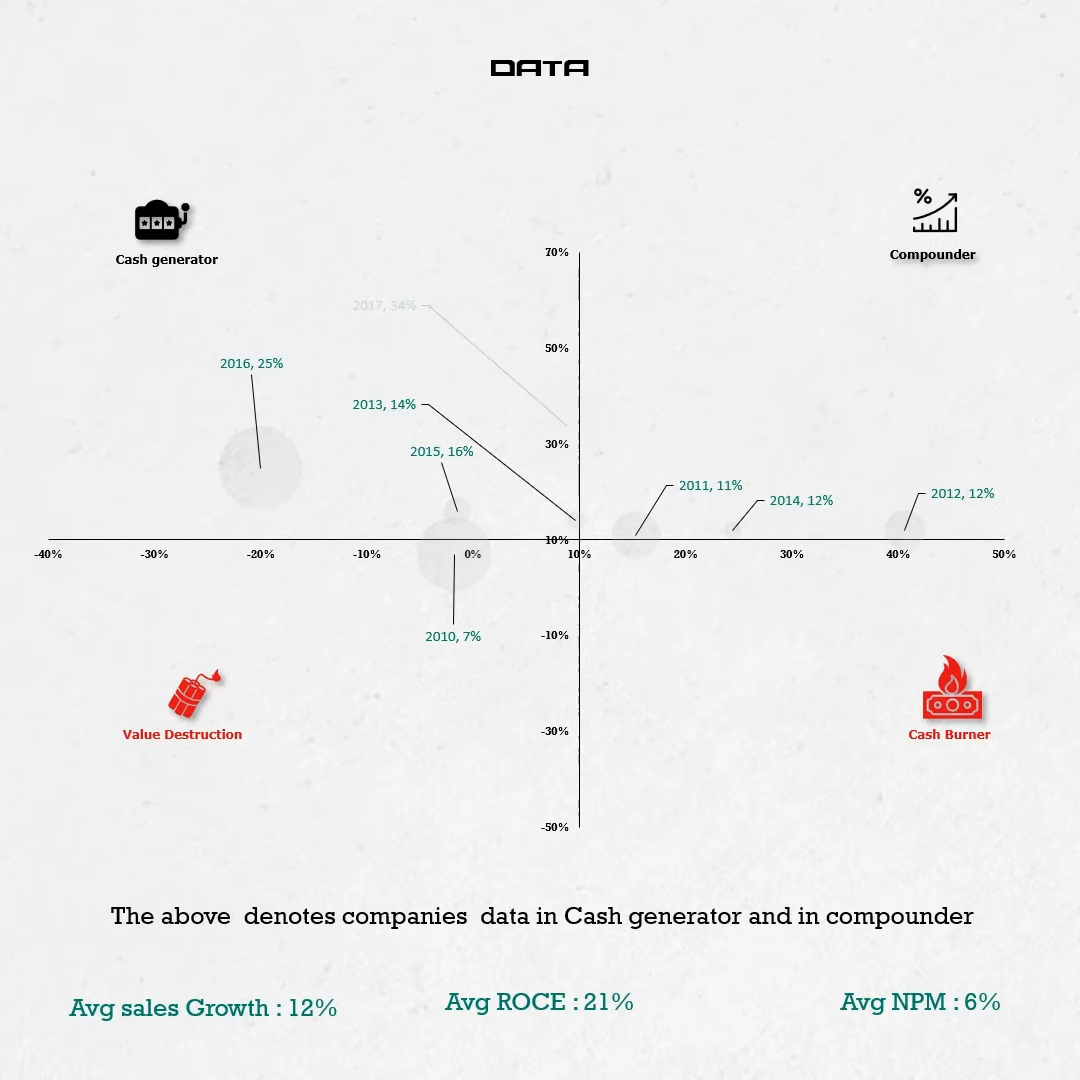 DATA
Cash generator
Compounder
70%
2017, 34%
50%
2016, 25%
2013, 14%
30%
2015, 16%
2011, 11%
2014, 12%
2012, 12%
10%
-40%
-30%
-20%
-10%
0%
10%
20%
30%
40%
50%
2010, 7%
-10%
-30%
-50%
%
Value Destruction
Cash Burner
The above  denotes companies  data in Cash generator and in compounder
Avg sales Growth : 12%
Avg ROCE : 21%
Avg NPM : 6%